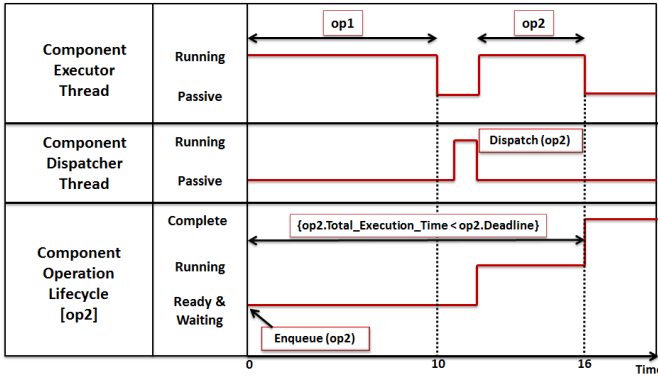 op1
op2
Component
Executor
Thread
Running
Passive
Component
Dispatcher
Thread
Running
Passive
Dispatch (op2)
Component
Operation
Lifecycle
[op2]
Complete
Running
Ready &
Waiting
{op2.Total_Execution_Time < op2.Deadline}
Enqueue (op2)
0
10
16
Time